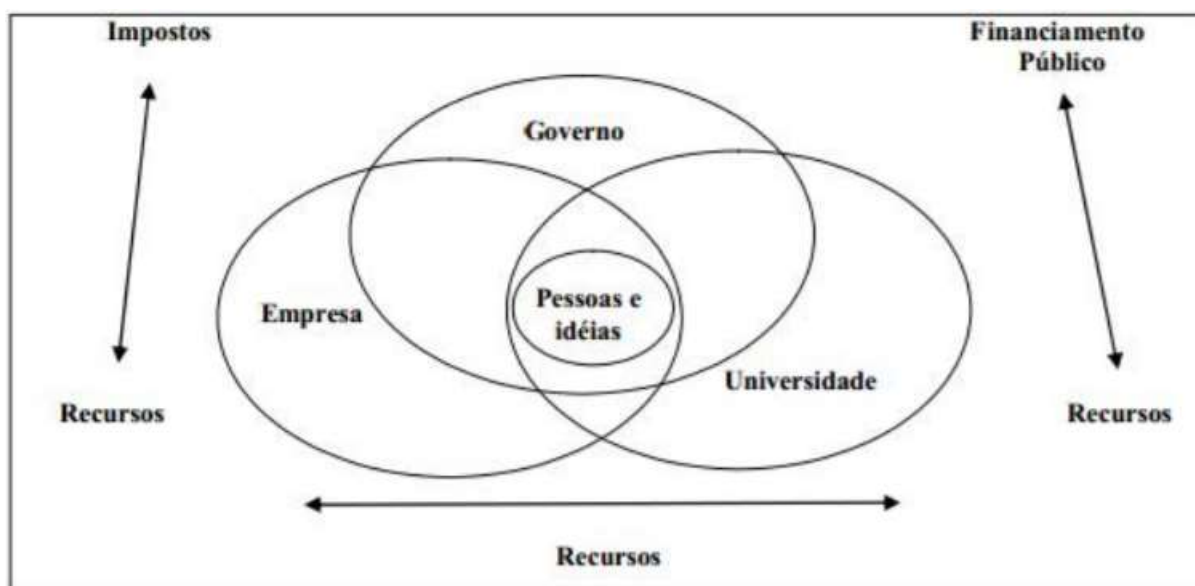 Impostos
Financiamento
Público
Governo
Pessoas e
idéias
Empresa
Universidade
Recursos
Recursos
Recursos